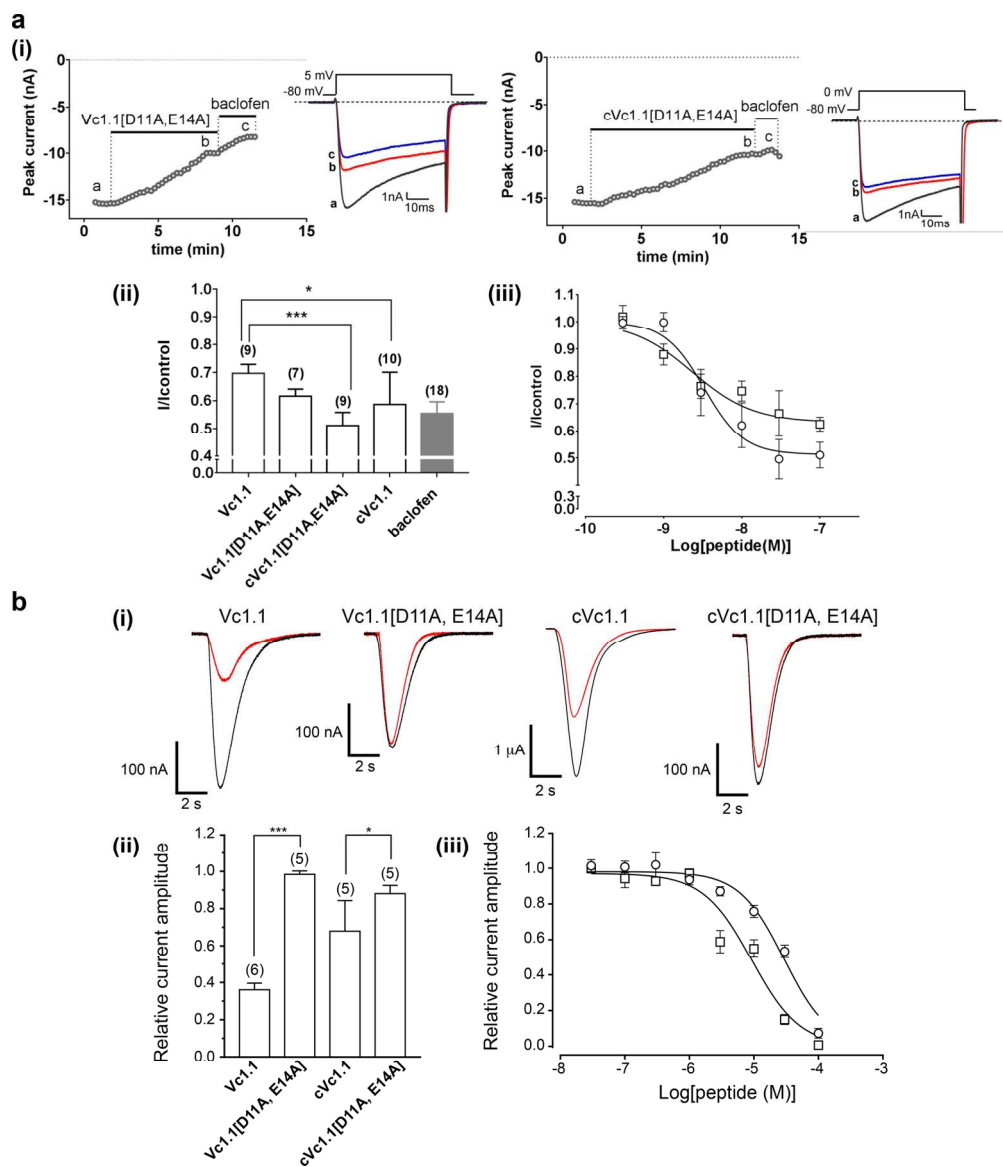 a
(i)
0
-5
-10
-15
Peak current (nA)
Vc1.1[D11A,E14A]
baclofen
a
b
c
0
5
10
15
time (min)
5 mV
-80 mV
c
b
a
1nA
10ms
0
-5
-10
-15
Peak current (nA)
cVc1.1[D11A,E14A]
baclofen
a
b
c
0
5
10
15
time (min)
0 mV
-80 mV
c
b
a
1nA
10ms
(ii)
I/Icontrol
1.0
0.9
0.8
0.7
0.6
0.5
0.4
0.0
*
***
(9)
(7)
(9)
(10)
(18)
Vc1.1
Vc1.1[D11A,E14A]
cVc1.1[D11A,E14A]
cVc1.1
baclofen
(iii)
I/Icontrol
1.0
0.9
0.8
0.7
0.6
0.5
0.3
0.0
-10
-9
-8
-7
Log[peptide(M)]
b
(i)
Vc1.1
100 nA
2 s
Vc1.1[D11A, E14A]
100 nA
2 s
cVc1.1
1 μA
2 s
cVc1.1[D11A, E14A]
100 nA
2 s
(ii)
Relative current amplitude
1.2
1.0
0.8
0.6
0.4
0.2
0.0
***
*
(6)
(5)
(5)
(5)
Vc1.1
Vc1.1[D11A, E14A]
cVc1.1
cVc1.1[D11A, E14A]
(iii)
Relative current amplitude
1.2
1.0
0.8
0.6
0.4
0.2
0.0
-8
-7
-6
-5
-4
-3
Log[peptide (M)]